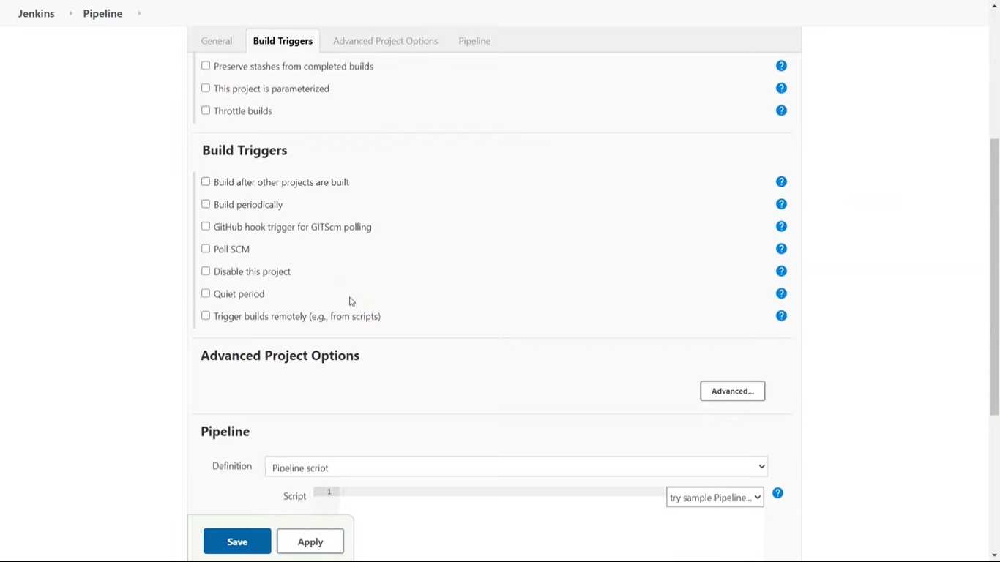 Jenkins
Pipeline
General
Build Triggers
Advanced Project Options
Pipeline
Preserve stashes from completed builds
This project is parameterized
Throttle builds
Build Triggers
Build after other projects are built
Build periodically
GitHub hook trigger for GITScm polling
Poll SCM
Disable this project
Quiet period
Trigger builds remotely (e.g., from scripts)
Advanced Project Options
Advanced...
Pipeline
Definition
Pipeline script
Script
1
try sample Pipeline...
Save
Apply